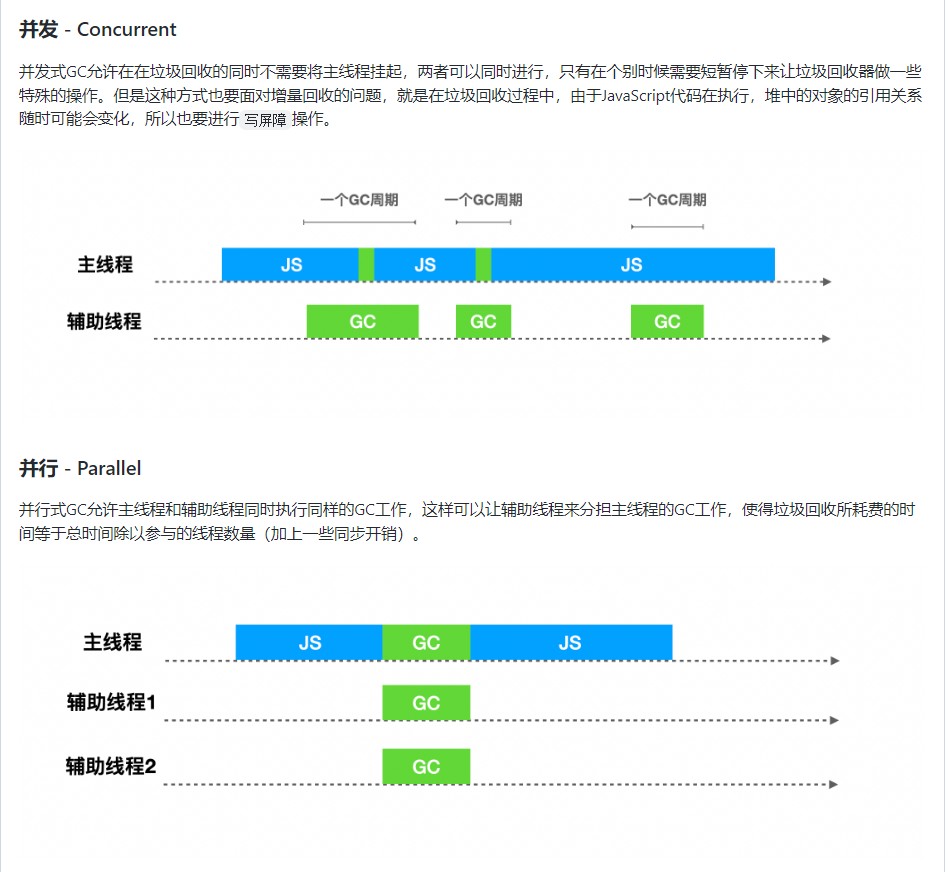 并发 - Concurrent
并发式GC允许在在垃圾回收的同时不需要将主线程挂起，两者可以同时进行，只有在个别时候需要短暂停下来让垃圾回收器做一些
特殊的操作。但是这种方式也要面对增量回收的问题，就是在垃圾回收过程中，由于JavaScript代码在执行，堆中的对象的引用关系
随时可能会变化，所以也要进行 写屏障 操作。
一个GC周期 一个GC周期 一个GC周期
主线程 JS JS JS
辅助线程 GC GC GC
并行 - Parallel
并行式GC允许主线程和辅助线程同时执行同样的GC工作，这样可以让辅助线程来分担主线程的GC工作，使得垃圾回收所耗费的时
间等于总时间除以参与的线程数量（加上一些同步开销）。
主线程 JS GC JS
辅助线程1 GC
辅助线程2 GC